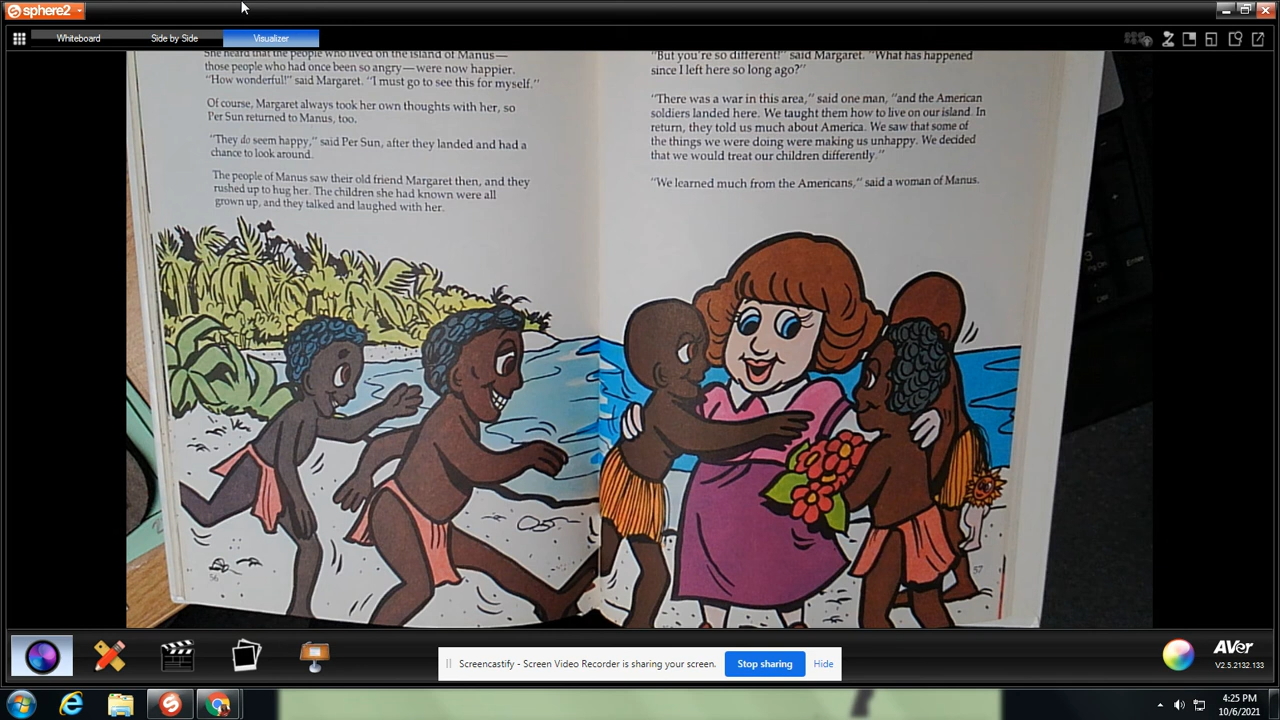 sphere2
Whiteboard
Side by Side
Visualizer
She heard that the people who lived on the island of Manus—
those people who had once been so angry—were now happier.
"How wonderful!" said Margaret. "I must go to see this for myself."
Of course, Margaret always took her own thoughts with her, so
Per Sun returned to Manus, too.
"They do seem happy," said Per Sun, after they landed and had a
chance to look around.
The people of Manus saw their old friend Margaret then, and they
rushed up to hug her. The children she had known were all
grown up, and they talked and laughed with her.
56
"But you're so different!" said Margaret. "What has happened
since I left here so long ago?"
"There was a war in this area," said one man, "and the American
soldiers landed here. We taught them how to live on our island. In
return, they told us much about America. We saw that some of
the things we were doing were making us unhappy. We decided
that we would treat our children differently."
"We learned much from the Americans," said a woman of Manus.
57
3
PgDn
Enter
Screencastify - Screen Video Recorder is sharing your screen.
Stop sharing
Hide
AVer
V2.5.2132.133
4:25 PM
10/6/2021